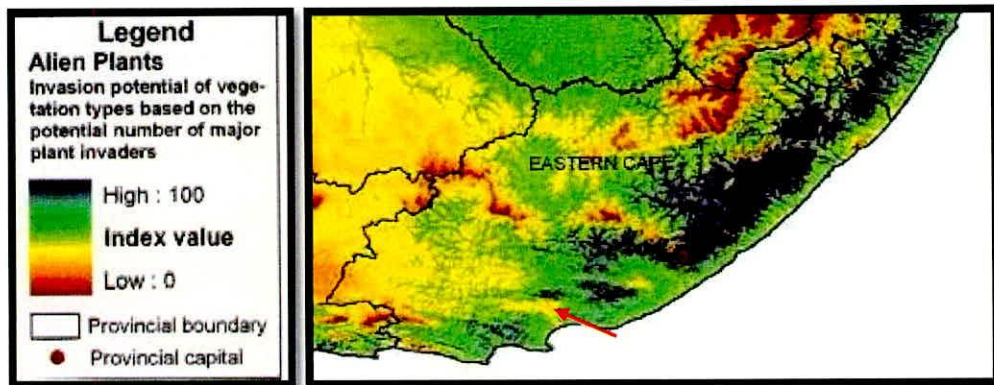 Legend
Alien Plants
Invasion potential of vege-
tation types based on the
potential number of major
plant invaders
High : 100
Index value
Low : 0
Provincial boundary
Provincial capital
EASTERN CAPE